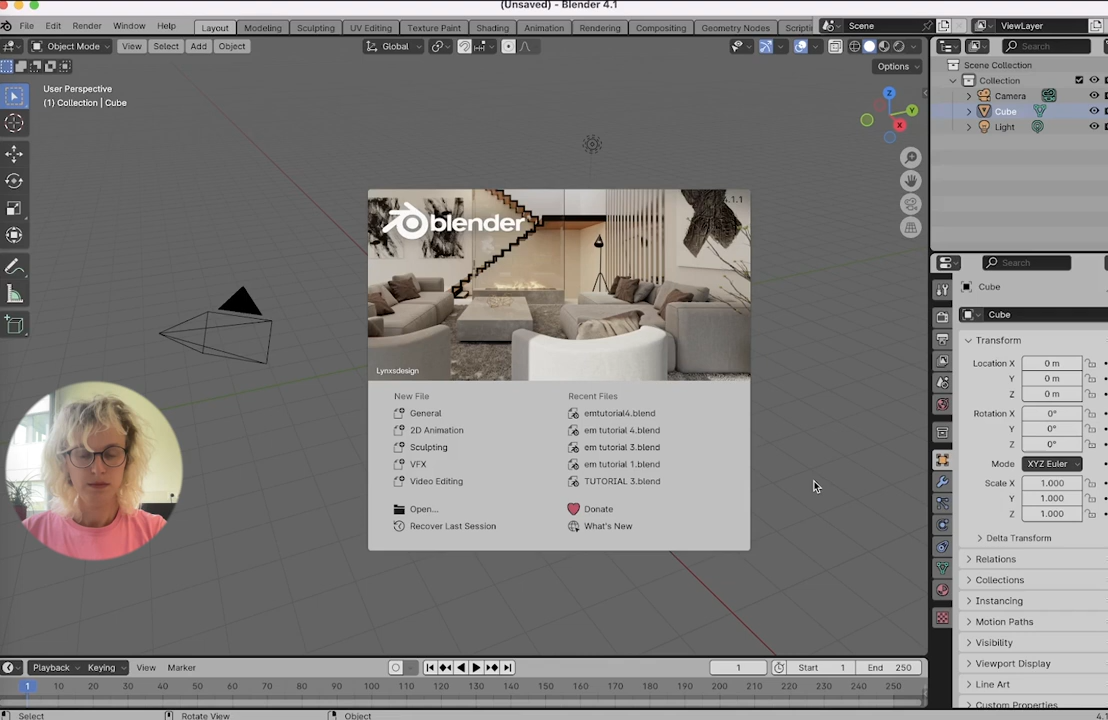 (Unsaved) - Blender 4.1
File Edit Render Window Help Layout Modeling Sculpting UV Editing Texture Paint Shading Animation Rendering Compositing Geometry Nodes Scene ViewLayer
Object Mode View Select Add Object Global Search
Options
User Perspective
(1) Collection | Cube
Scene Collection
Collection
Camera
Cube
Light
Z
Y
X
blender
Lynxsdesign
New File
General
2D Animation
Sculpting
VFX
Video Editing
Open...
Recover Last Session
Recent Files
emtutorial4.blend
em tutorial 4.blend
em tutorial 3.blend
em tutorial 1.blend
TUTORIAL 3.blend
Donate
What's New
Search
Cube
Cube
Transform
Location X 0 m
Y 0 m
Z 0 m
Rotation X 0°
Y 0°
Z 0°
Mode XYZ Euler
Scale X 1.000
Y 1.000
Z 1.000
Delta Transform
Relations
Collections
Instancing
Motion Paths
Visibility
Viewport Display
Line Art
Custom Properties
Playback Keying View Marker 1 Start 1 End 250
1 10 20 30 40 50 60 70 80 90 100 110 120 130 140 150 160 170 180 190 200 210 220 230 240 250
Select Rotate View Object